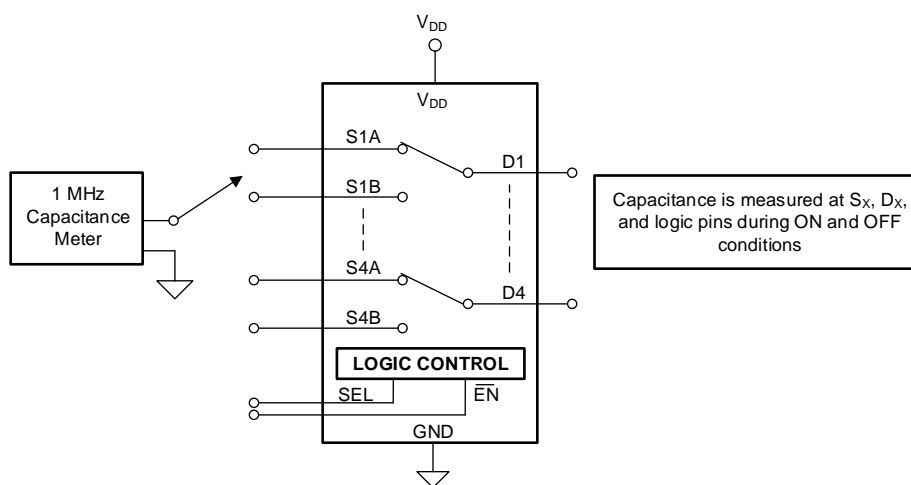 V_DD
V_DD
S1A
D1
S1B
1 MHz
Capacitance
Meter
Capacitance is measured at S_X, D_X,
and logic pins during ON and OFF
conditions
S4A
D4
S4B
LOGIC CONTROL
SEL
E̅N̅
GND